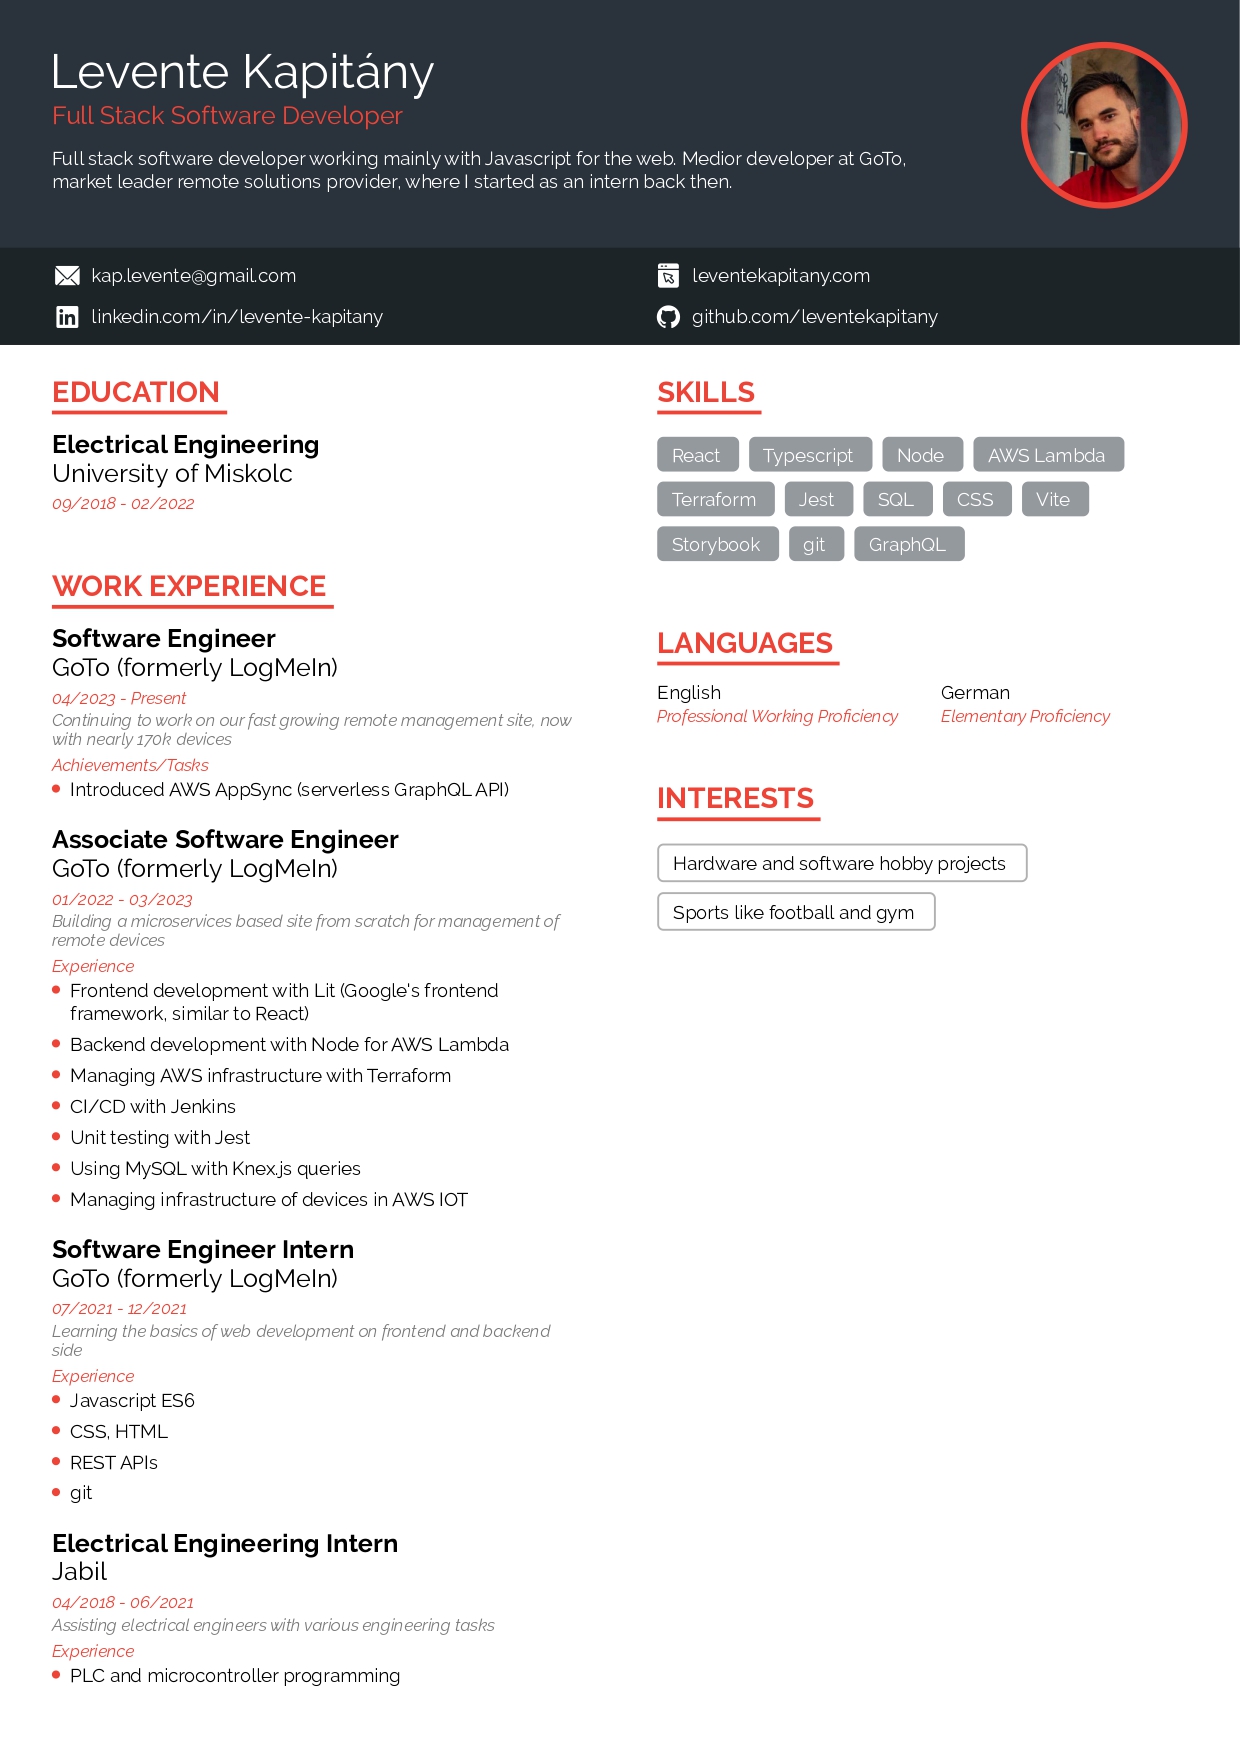 Levente Kapitány
Full Stack Software Developer
Full stack software developer working mainly with Javascript for the web. Medior developer at GoTo,
market leader remote solutions provider, where I started as an intern back then.
kap.levente@gmail.com
leventekapitany.com
linkedin.com/in/levente-kapitany
github.com/leventekapitany
EDUCATION
Electrical Engineering
University of Miskolc
09/2018 - 02/2022
WORK EXPERIENCE
Software Engineer
GoTo (formerly LogMeIn)
04/2023 - Present
Continuing to work on our fast growing remote management site, now
with nearly 170k devices
Achievements/Tasks
Introduced AWS AppSync (serverless GraphQL API)
Associate Software Engineer
GoTo (formerly LogMeIn)
01/2022 - 03/2023
Building a microservices based site from scratch for management of
remote devices
Experience
Frontend development with Lit (Google's frontend
framework, similar to React)
Backend development with Node for AWS Lambda
Managing AWS infrastructure with Terraform
CI/CD with Jenkins
Unit testing with Jest
Using MySQL with Knex.js queries
Managing infrastructure of devices in AWS IOT
Software Engineer Intern
GoTo (formerly LogMeIn)
07/2021 - 12/2021
Learning the basics of web development on frontend and backend
side
Experience
Javascript ES6
CSS, HTML
REST APIs
git
Electrical Engineering Intern
Jabil
04/2018 - 06/2021
Assisting electrical engineers with various engineering tasks
Experience
PLC and microcontroller programming
SKILLS
React Typescript Node AWS Lambda
Terraform Jest SQL CSS Vite
Storybook git GraphQL
LANGUAGES
English German
Professional Working Proficiency Elementary Proficiency
INTERESTS
Hardware and software hobby projects
Sports like football and gym